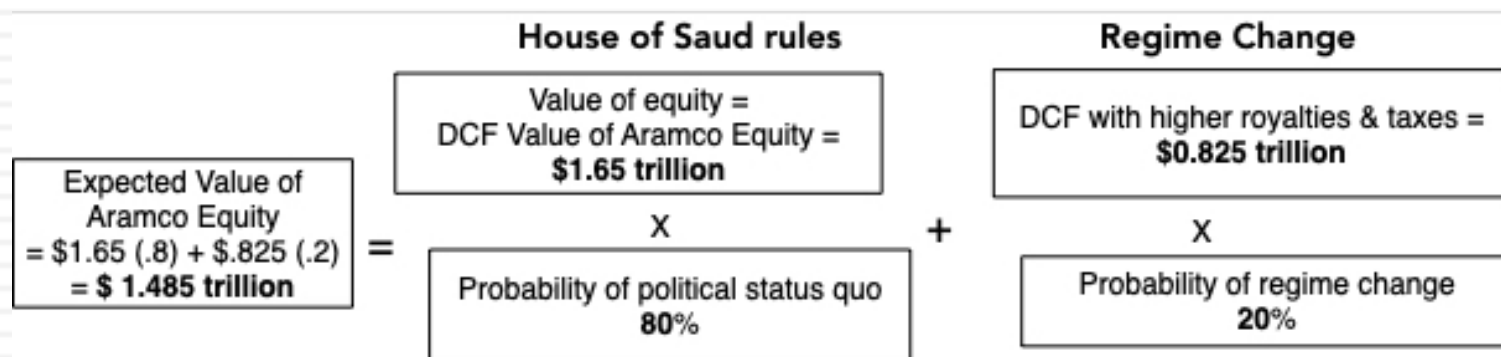 House of Saud rules
Regime Change
Value of equity =
DCF Value of Aramco Equity =
$1.65 trillion
DCF with higher royalties & taxes =
$0.825 trillion
Expected Value of
Aramco Equity
= $1.65 (.8) + $.825 (.2)
= $ 1.485 trillion
=
X
+
X
Probability of political status quo
80%
Probability of regime change
20%